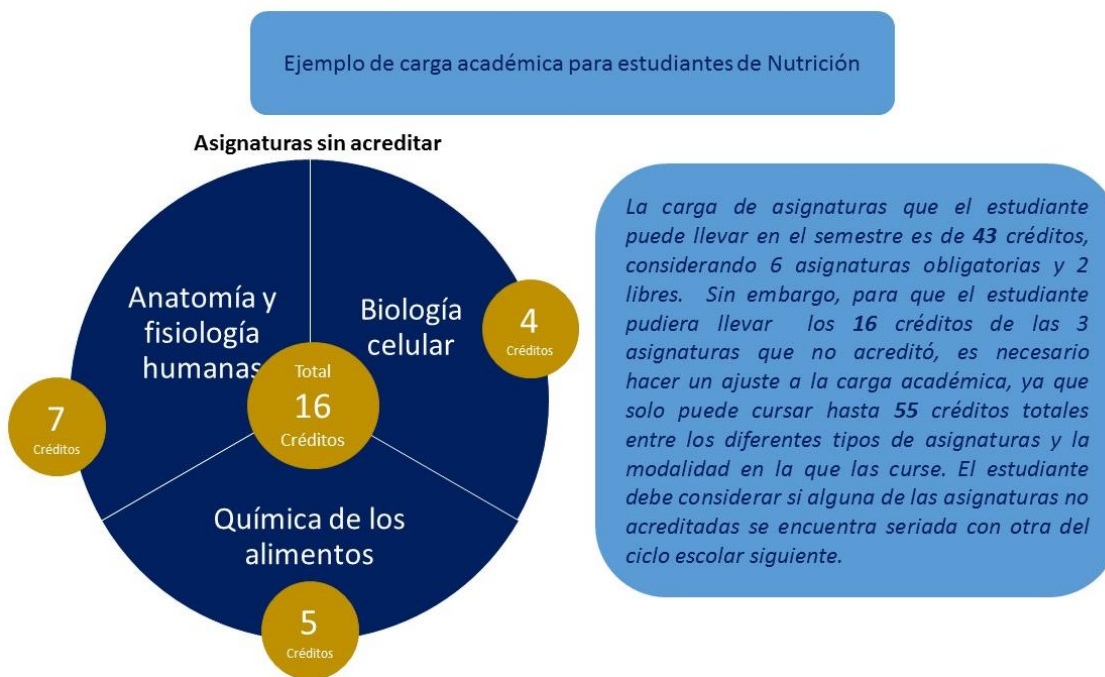 Ejemplo de carga académica para estudiantes de Nutrición
Asignaturas sin acreditar
Anatomía y
fisiología
humanas
7
Créditos
Biología
celular
4
Créditos
Total
16
Créditos
Química de los
alimentos
5
Créditos
La carga de asignaturas que el estudiante
puede llevar en el semestre es de 43 créditos,
considerando 6 asignaturas obligatorias y 2
libres. Sin embargo, para que el estudiante
pudiera llevar los 16 créditos de las 3
asignaturas que no acreditó, es necesario
hacer un ajuste a la carga académica, ya que
solo puede cursar hasta 55 créditos totales
entre los diferentes tipos de asignaturas y la
modalidad en la que las curse. El estudiante
debe considerar si alguna de las asignaturas no
acreditadas se encuentra seriada con otra del
ciclo escolar siguiente.